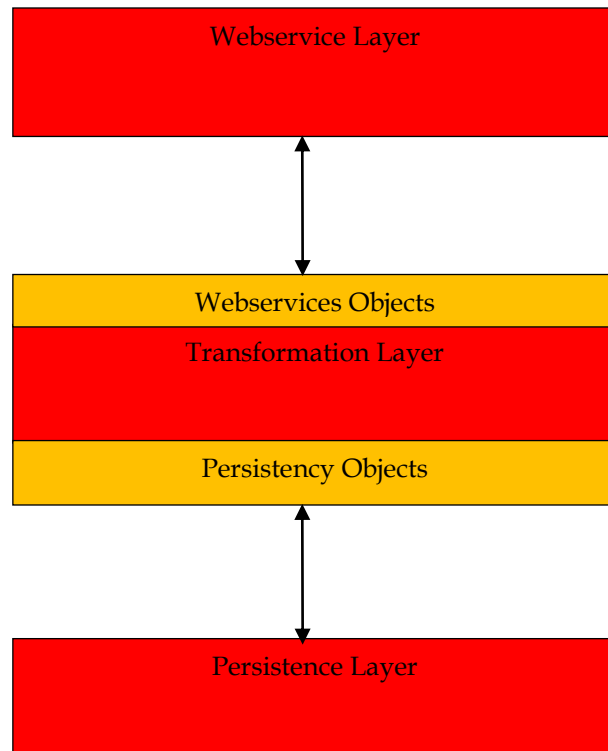 Webservice Layer
Webservices Objects
Transformation Layer
Persistency Objects
Persistence Layer